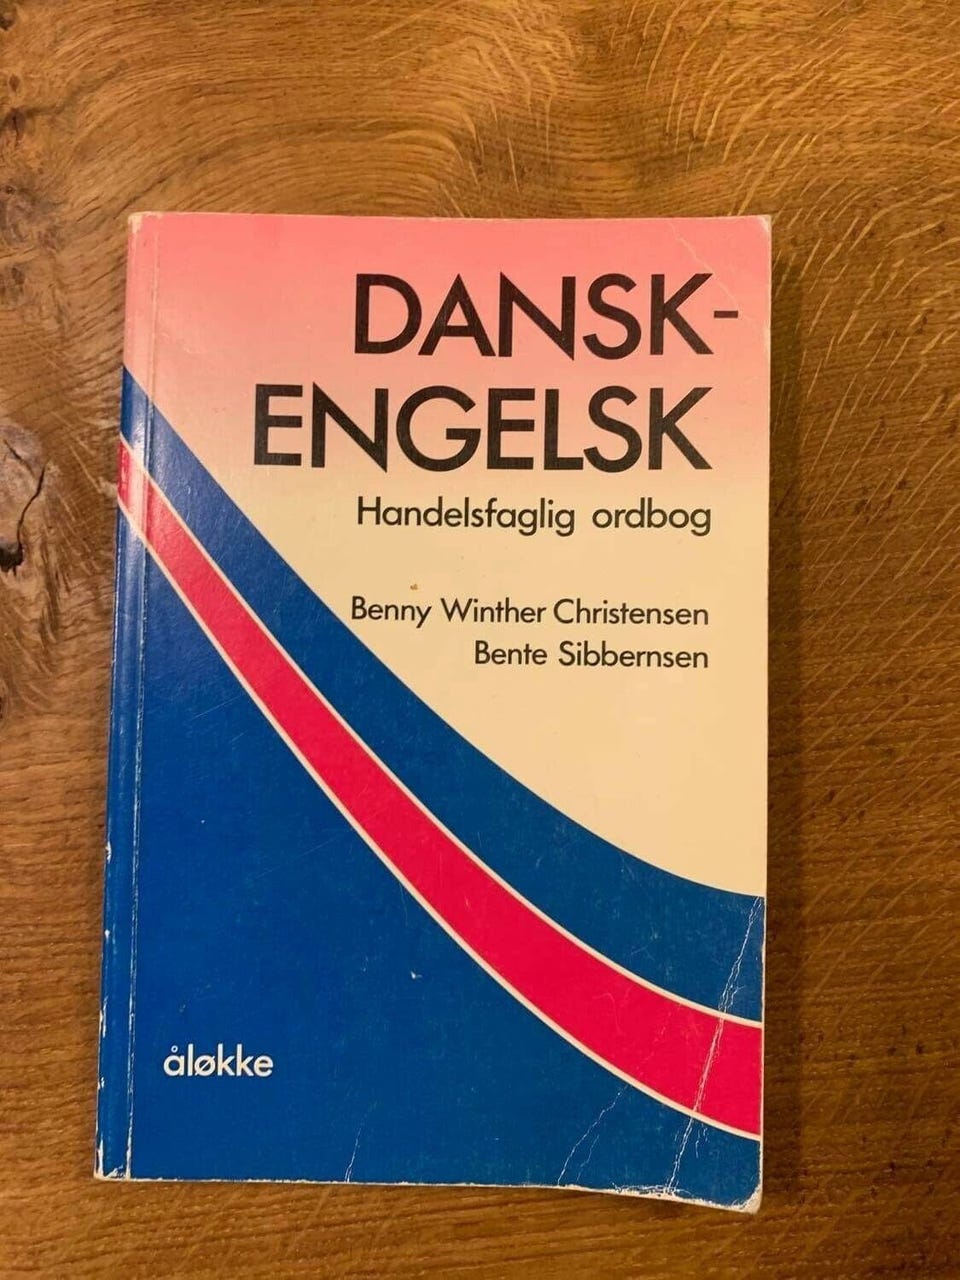 DANSK-
ENGELSK
Handelsfaglig ordbog
Benny Winther Christensen
Bente Sibbernsen
åløkke